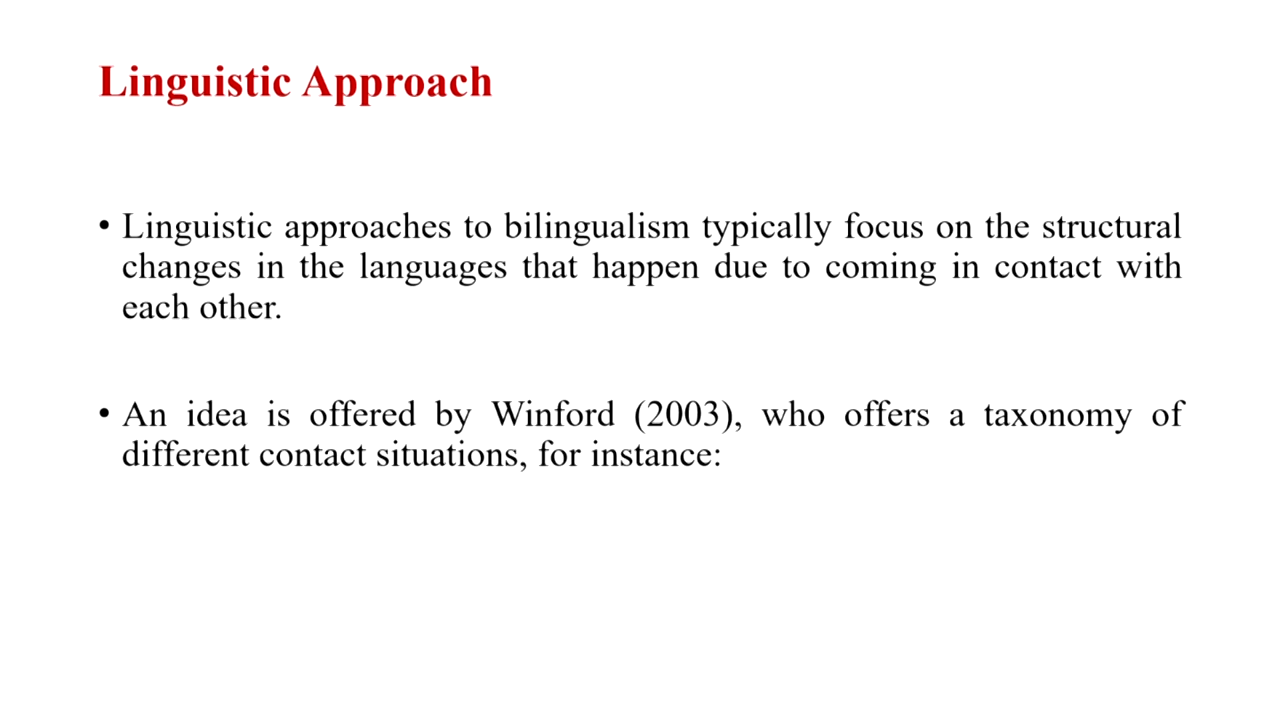 Linguistic Approach
• Linguistic approaches to bilingualism typically focus on the structural
changes in the languages that happen due to coming in contact with
each other.
• An idea is offered by Winford (2003), who offers a taxonomy of
different contact situations, for instance: